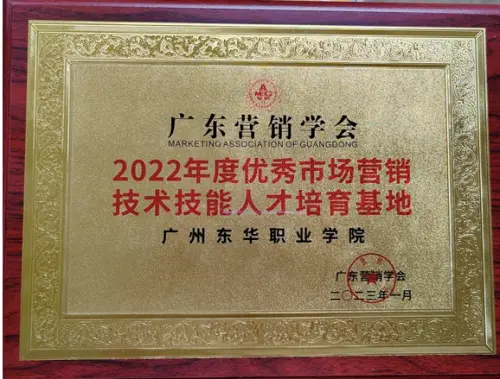 广东营销学会
MARKETING ASSOCIATION OF GUANGDONG
2022年度优秀市场营销
技术技能人才培育基地
广州东华职业学院
广东营销学会
二〇二三年一月